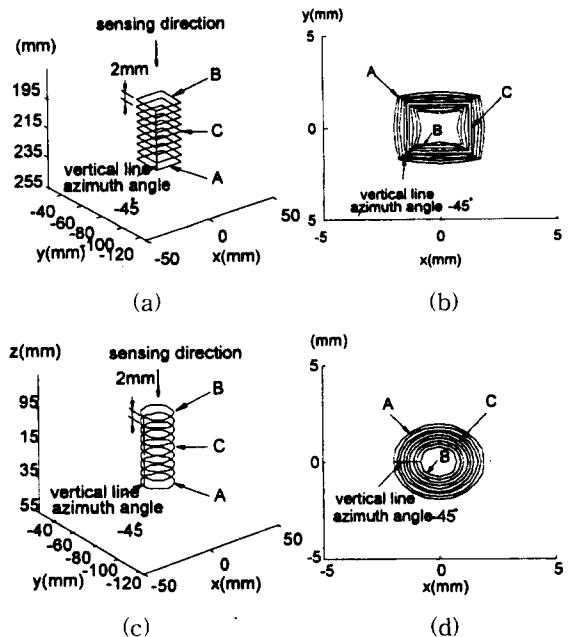 sensing direction
(mm)
2mm
B
195
C
215
235
vertical line
A
255
azimuth angle
-40
-45°
-60
-80
50
-100
0
y(mm)
-120
x(mm)
-50
(a)
y(mm)
5
A
C
0
B
vertical line
azimuth angle -45°
5
-5
0
5
x(mm)
(b)
z(mm)
sensing direction
2mm
B
95
15
C
35
vertical line
A
55
azimuth angle
-40
-45
50
-60
-80
0
-100
x(mm)
y(mm)
-120
-50
(c)
(mm)
5
A
C
B
0
vertical line
azimuth angle-45°
-5
-5
0
5
x(mm)
(d)